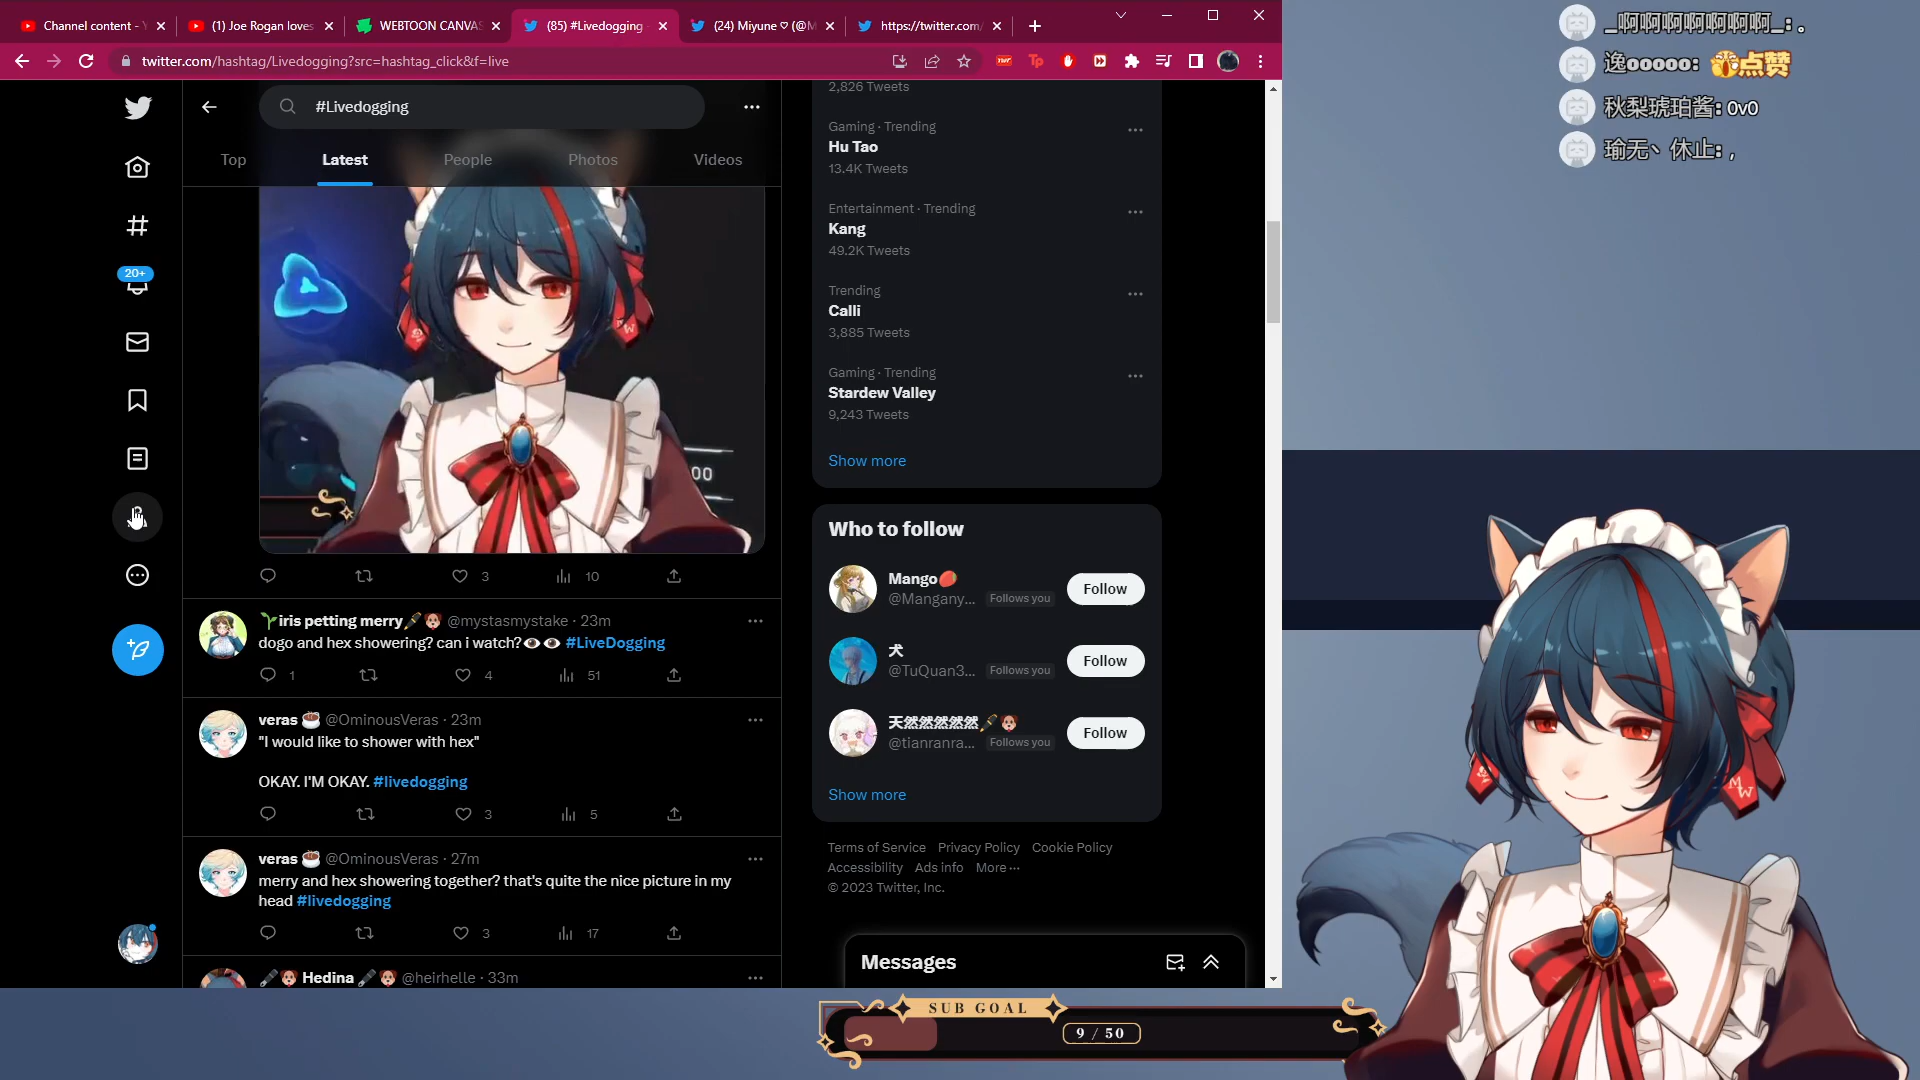 Channel content - Y
(1) Joe Rogan loves
WEBTOON CANVAS
(85) #Livedogging
(24) Miyune ♡ (@M
https://twitter.com/
twitter.com/hashtag/Livedogging?src=hashtag_click&f=live
#Livedogging
Top
Latest
People
Photos
Videos
20+
00
3
10
iris petting merry @mystasmystake · 23m
dogo and hex showering? can i watch?👁👁 #LiveDogging
1
4
51
veras @OminousVeras · 23m
"I would like to shower with hex"
OKAY. I'M OKAY. #livedogging
3
5
veras @OminousVeras · 27m
merry and hex showering together? that's quite the nice picture in my
head #livedogging
3
17
Hedina @heirhelle · 33m
2,826 Tweets
Gaming · Trending
Hu Tao
13.4K Tweets
Entertainment · Trending
Kang
49.2K Tweets
Trending
Calli
3,885 Tweets
Gaming · Trending
Stardew Valley
9,243 Tweets
Show more
Who to follow
Mango
@Mangany... Follows you
Follow
犬
@TuQuan3... Follows you
Follow
天然然然然然
@tianranra... Follows you
Follow
Show more
Terms of Service Privacy Policy Cookie Policy
Accessibility Ads info More ···
© 2023 Twitter, Inc.
Messages
_啊啊啊啊啊啊啊_: 。
逸ooooo: 点赞
秋梨琥珀酱: 0v0
瑜无丶休止: ,
MW
SUB GOAL
9 / 50